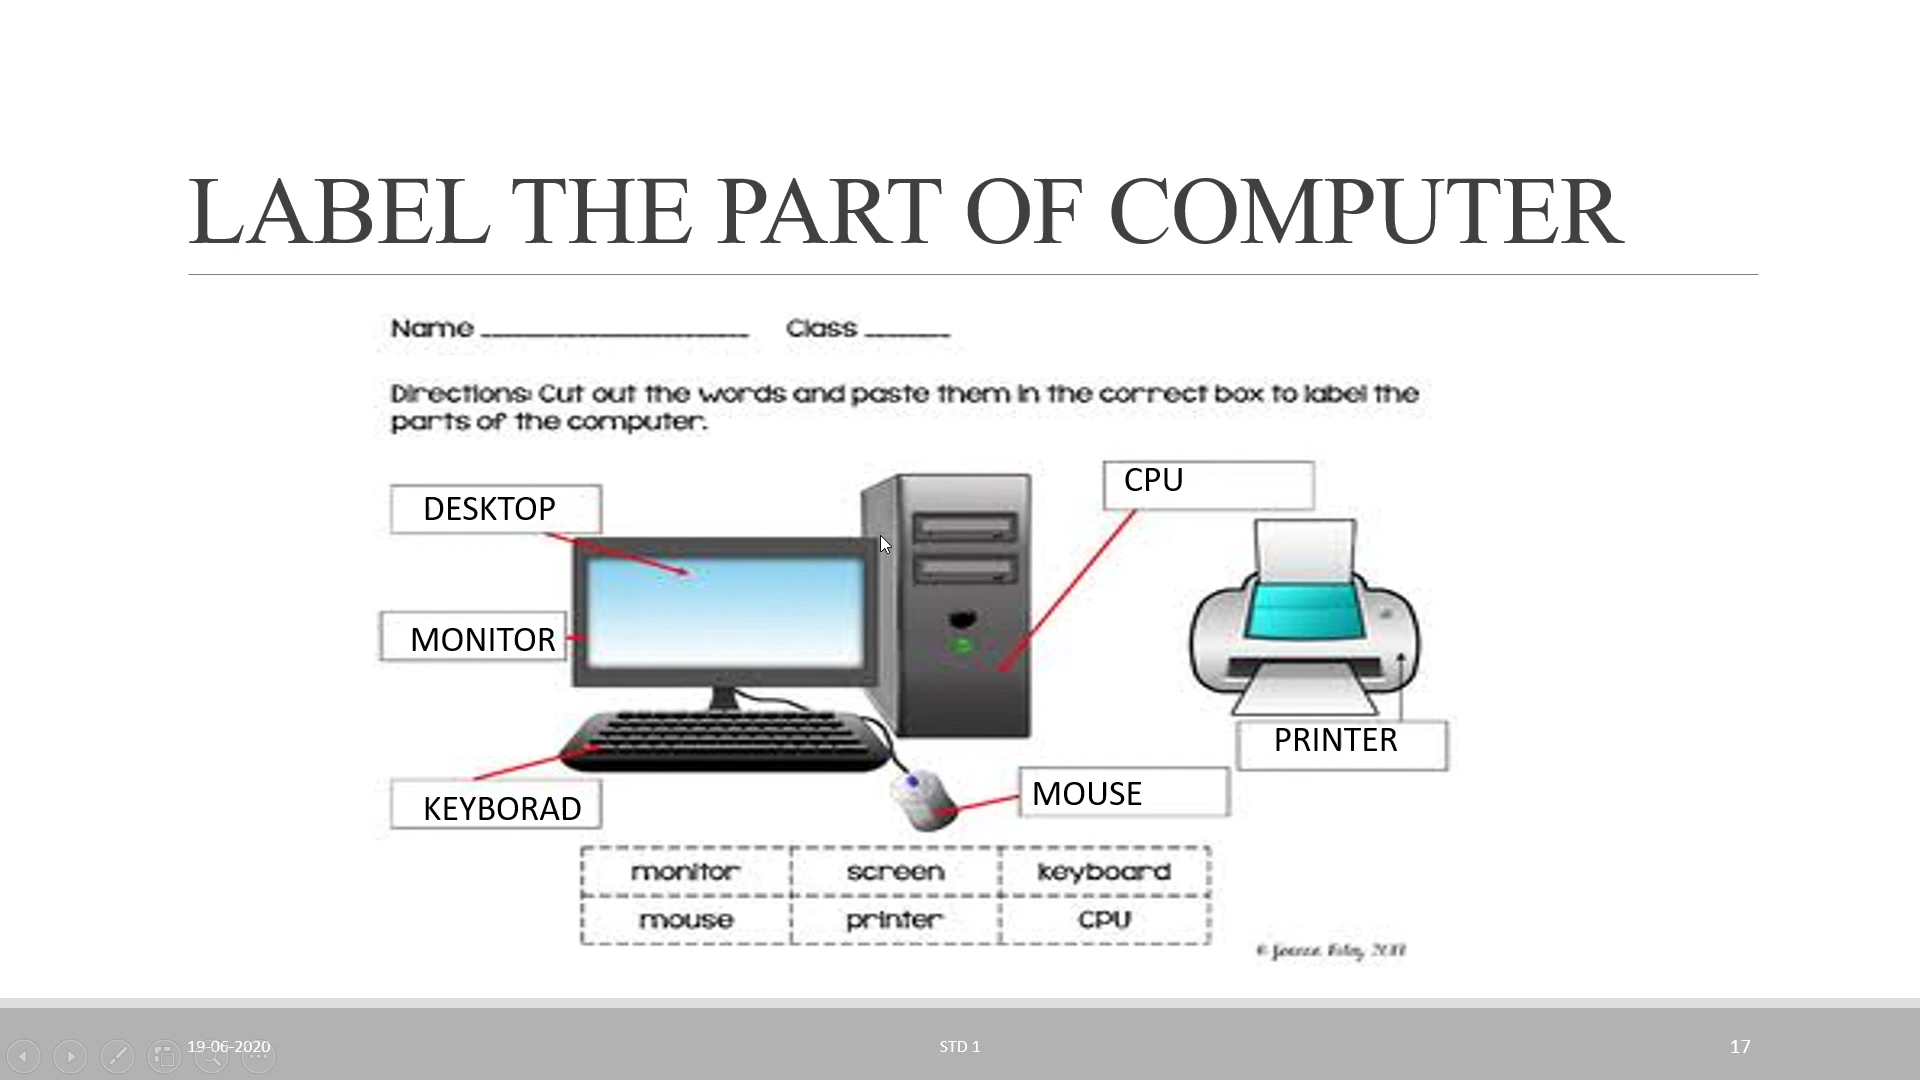 LABEL THE PART OF COMPUTER
Name ____________ Class ____
Directions: Cut out the words and paste them in the correct box to label the
parts of the computer.
CPU
DESKTOP
MONITOR
PRINTER
KEYBORAD
MOUSE
monitor screen keyboard
mouse printer CPU
19-06-2020 STD 1 17